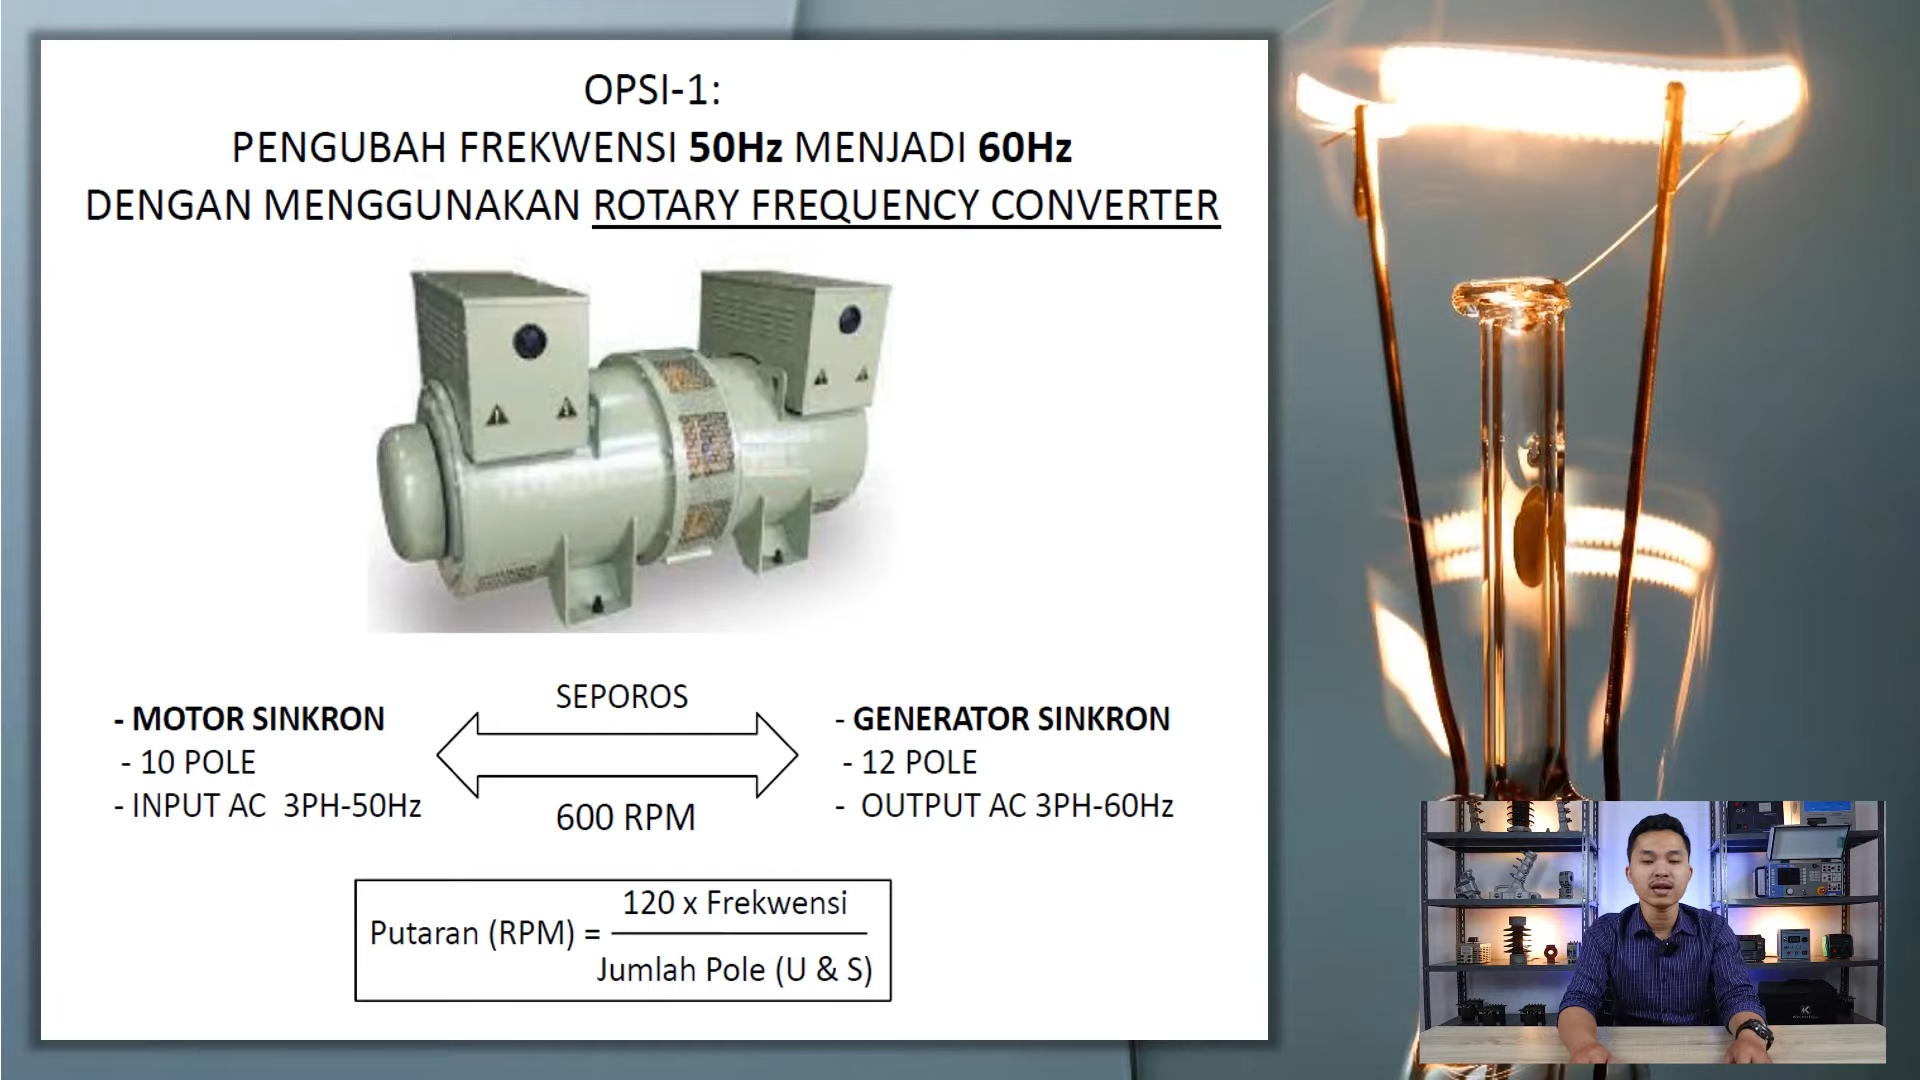 OPSI-1:
PENGUBAH FREKWENSI 50Hz MENJADI 60Hz
DENGAN MENGGUNAKAN ROTARY FREQUENCY CONVERTER
SEPOROS
- MOTOR SINKRON
- 10 POLE
- INPUT AC 3PH-50Hz
600 RPM
- GENERATOR SINKRON
- 12 POLE
- OUTPUT AC 3PH-60Hz
Putaran (RPM) =
120 x Frekwensi
Jumlah Pole (U & S)